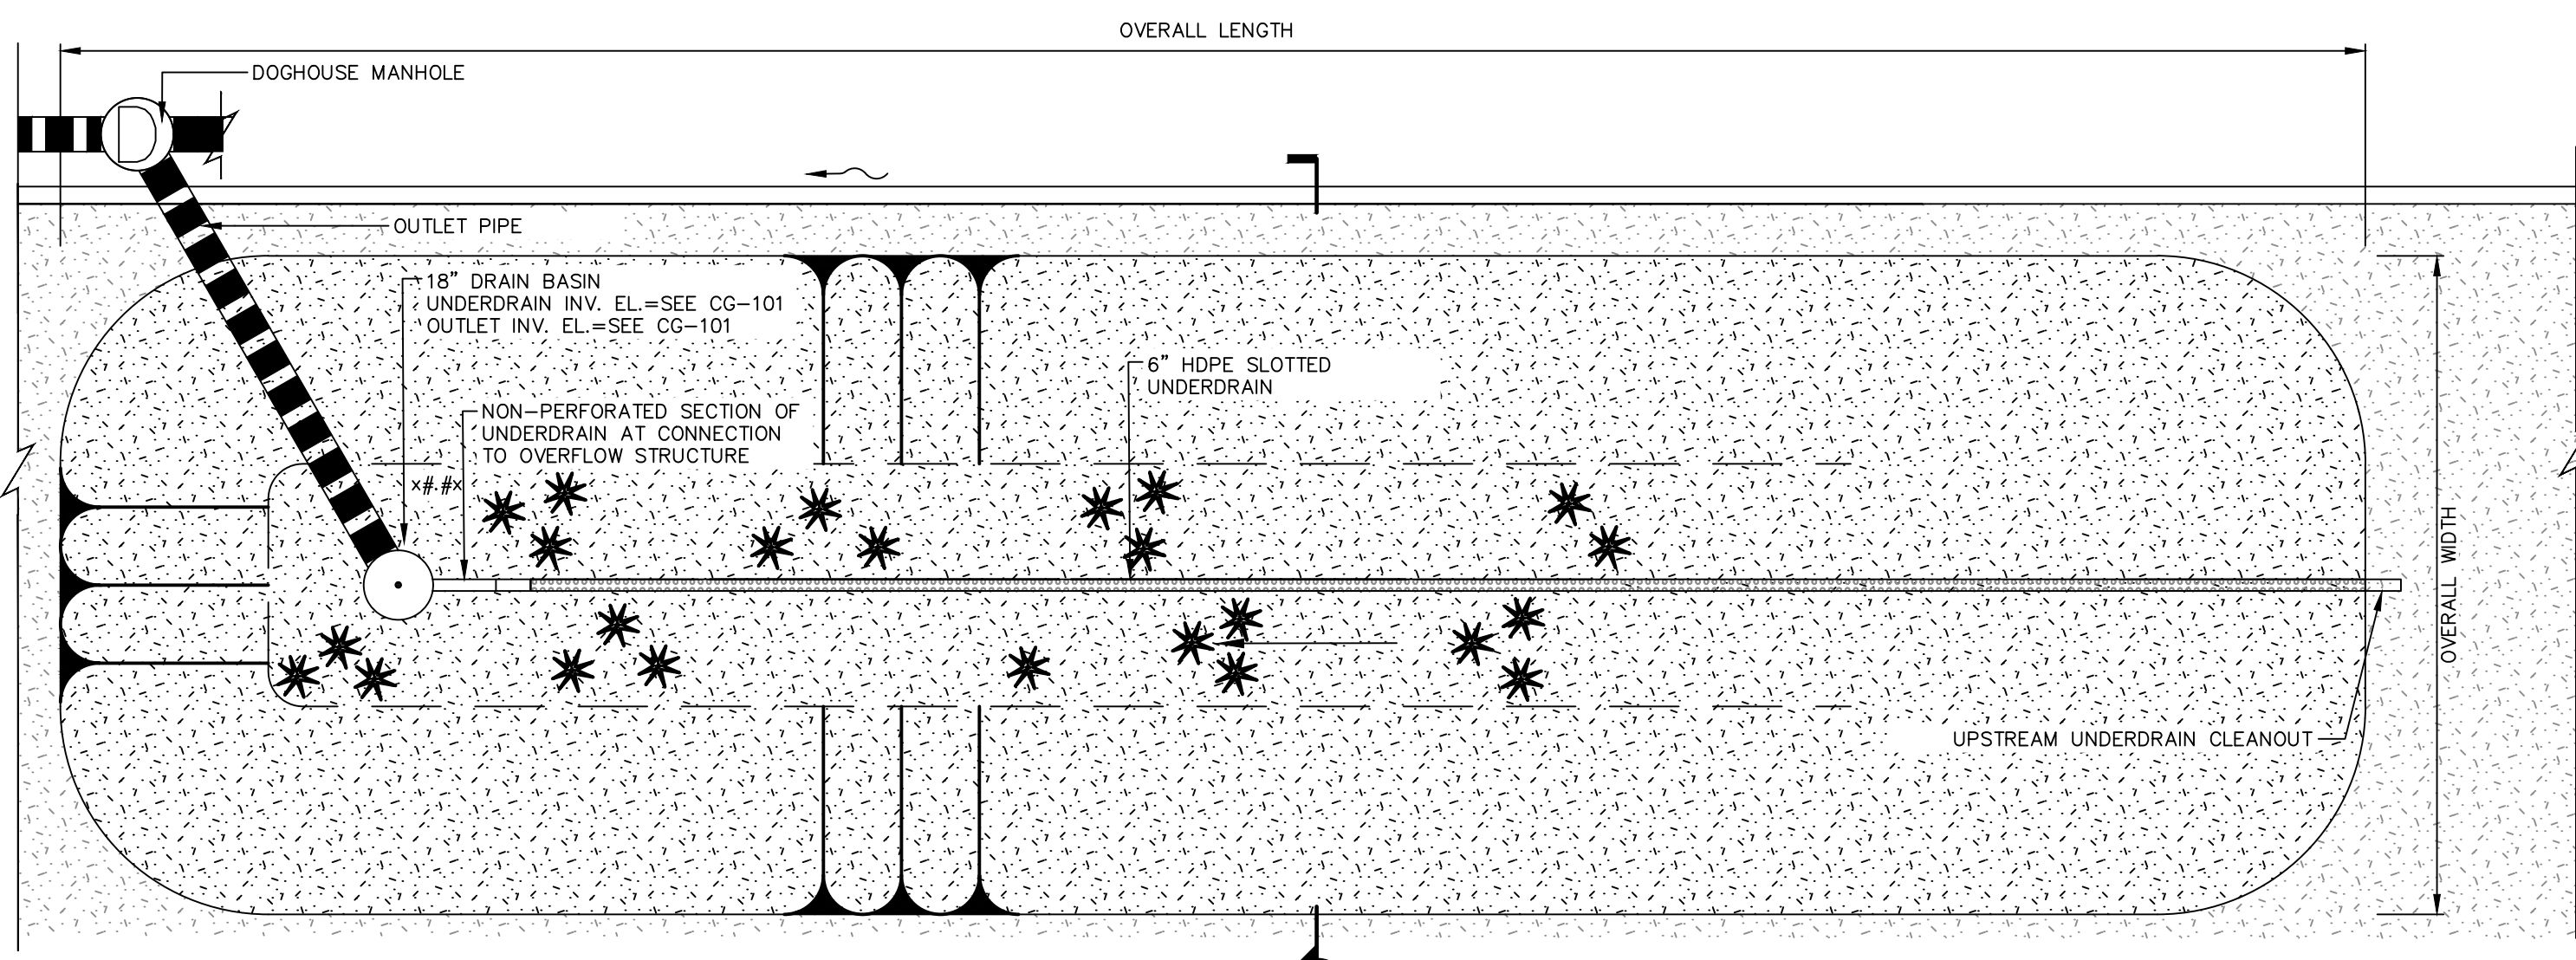 OVERALL LENGTH
DOGHOUSE MANHOLE
D
OUTLET PIPE
18” DRAIN BASIN
UNDERDRAIN INV. EL.=SEE CG-101
OUTLET INV. EL.=SEE CG-101
6” HDPE SLOTTED
UNDERDRAIN
NON-PERFORATED SECTION OF
UNDERDRAIN AT CONNECTION
TO OVERFLOW STRUCTURE
x#.#x
OVERALL WIDTH
UPSTREAM UNDERDRAIN CLEANOUT